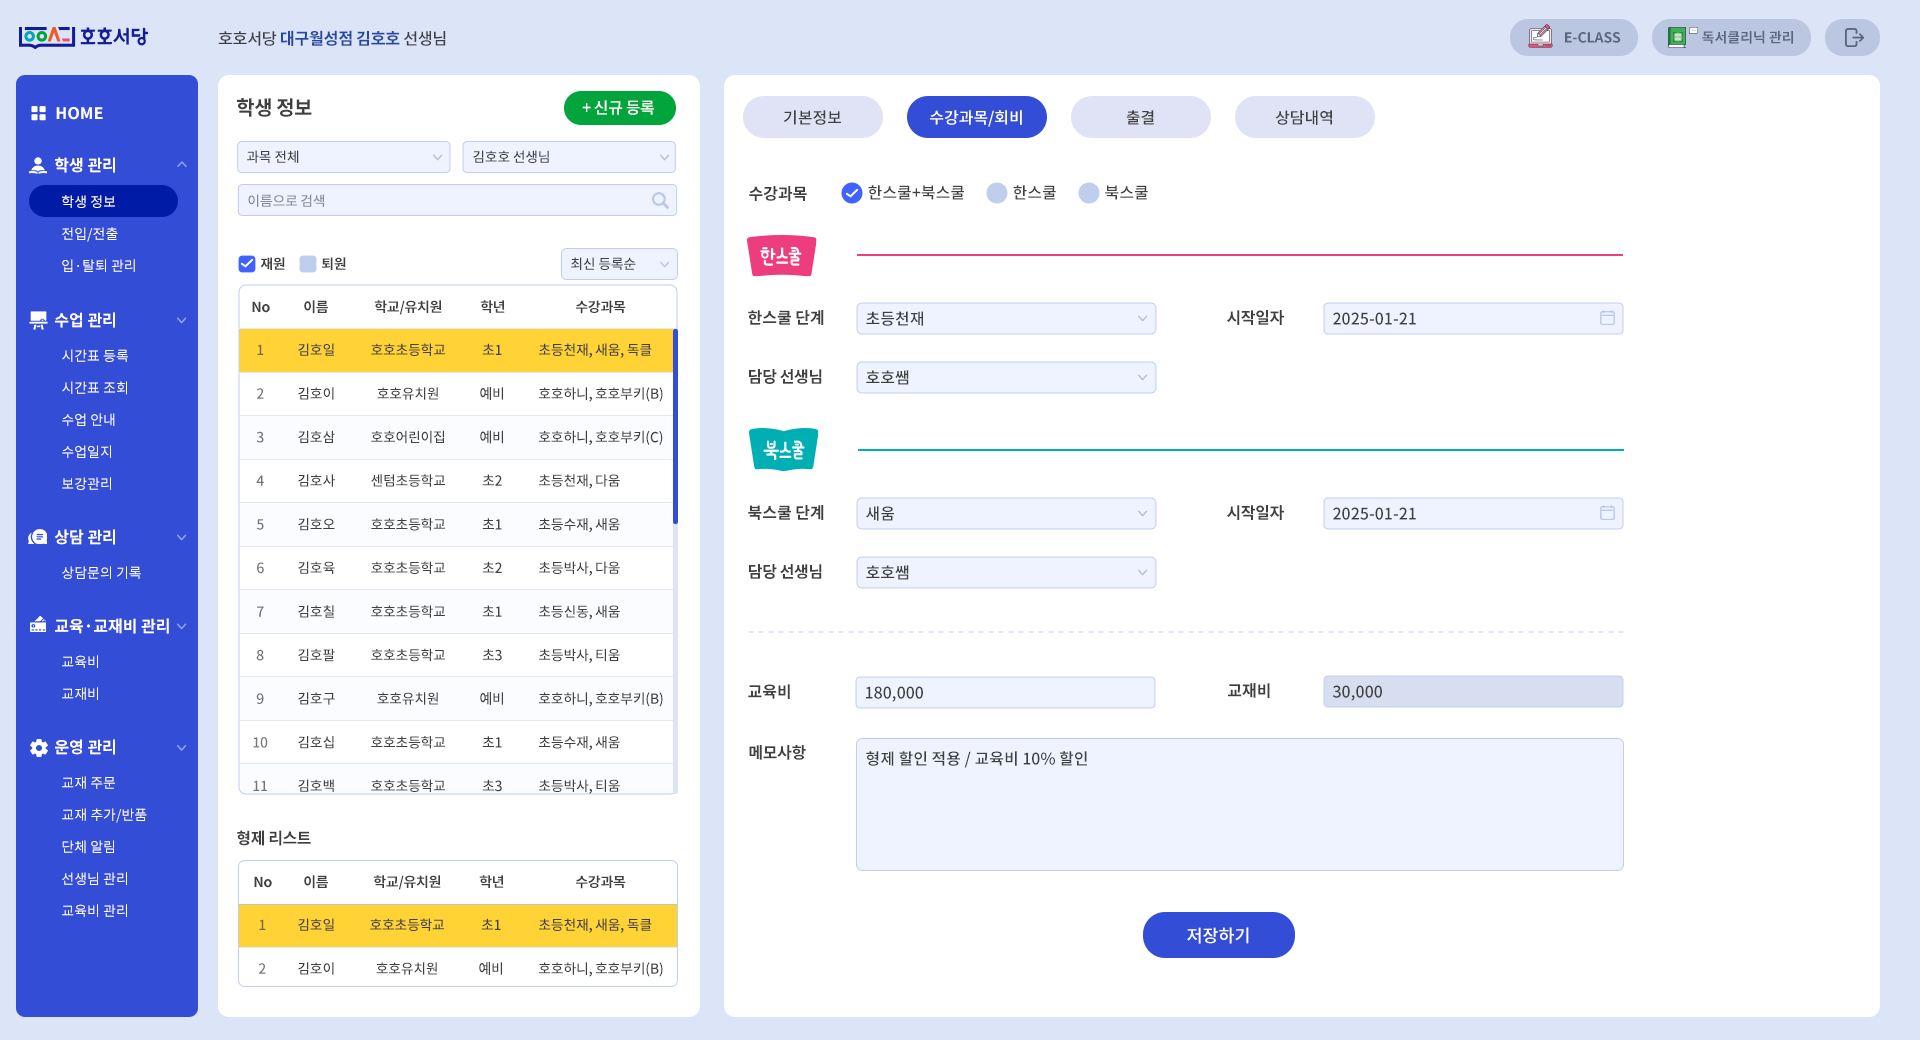 호호서당
호호서당 대구월성점 김호호 선생님
E-CLASS
독서클리닉 관리
HOME
학생 관리
학생 정보
전입/전출
입·탈퇴 관리
수업 관리
시간표 등록
시간표 조회
수업 안내
수업일지
보강관리
상담 관리
상담문의 기록
교육·교재비 관리
교육비
교재비
운영 관리
교재 주문
교재 추가/반품
단체 알림
선생님 관리
교육비 관리
학생 정보
+ 신규 등록
과목 전체
김호호 선생님
이름으로 검색
재원
퇴원
최신 등록순
No 이름 학교/유치원 학년 수강과목
1 김호일 호호초등학교 초1 초등천재, 새움, 독클
2 김호이 호호유치원 예비 호호하니, 호호부키(B)
3 김호삼 호호어린이집 예비 호호하니, 호호부키(C)
4 김호사 센텀초등학교 초2 초등천재, 다움
5 김호오 호호초등학교 초1 초등수재, 새움
6 김호육 호호초등학교 초2 초등박사, 다움
7 김호칠 호호초등학교 초1 초등신동, 새움
8 김호팔 호호초등학교 초3 초등박사, 티움
9 김호구 호호유치원 예비 호호하니, 호호부키(B)
10 김호십 호호초등학교 초1 초등수재, 새움
11 김호백 호호초등학교 초3 초등박사, 티움
형제 리스트
No 이름 학교/유치원 학년 수강과목
1 김호일 호호초등학교 초1 초등천재, 새움, 독클
2 김호이 호호유치원 예비 호호하니, 호호부키(B)
기본정보
수강과목/회비
출결
상담내역
수강과목
한스쿨+북스쿨
한스쿨
북스쿨
한스쿨
한스쿨 단계
초등천재
시작일자
2025-01-21
담당 선생님
호호쌤
북스쿨
북스쿨 단계
새움
시작일자
2025-01-21
담당 선생님
호호쌤
교육비
180,000
교재비
30,000
메모사항
형제 할인 적용 / 교육비 10% 할인
저장하기